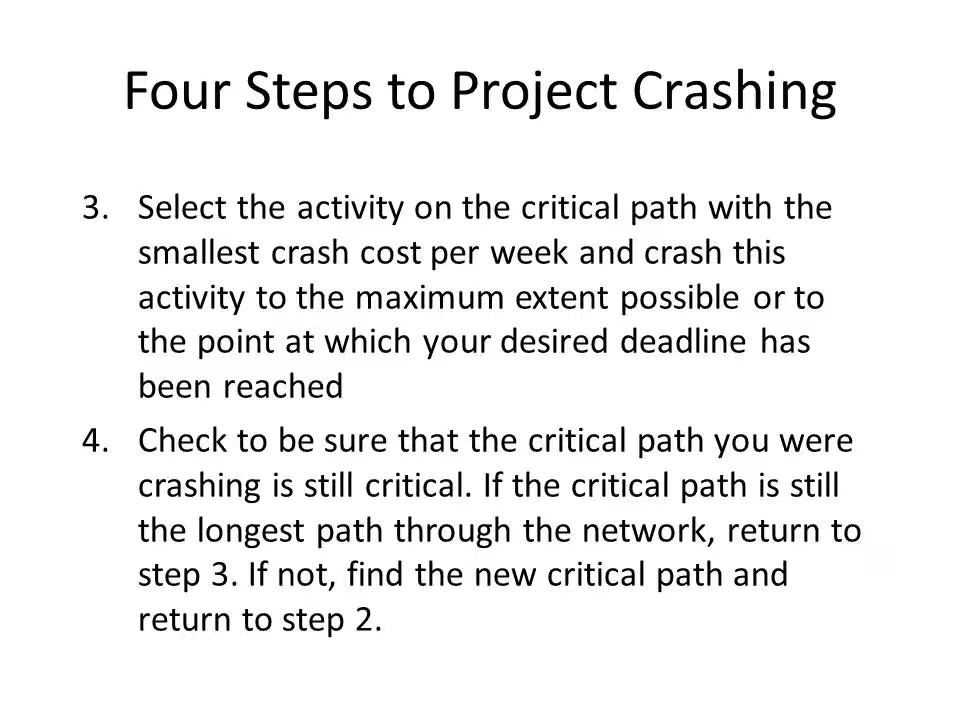 Four Steps to Project Crashing
3. Select the activity on the critical path with the
smallest crash cost per week and crash this
activity to the maximum extent possible or to
the point at which your desired deadline has
been reached
4. Check to be sure that the critical path you were
crashing is still critical. If the critical path is still
the longest path through the network, return to
step 3. If not, find the new critical path and
return to step 2.